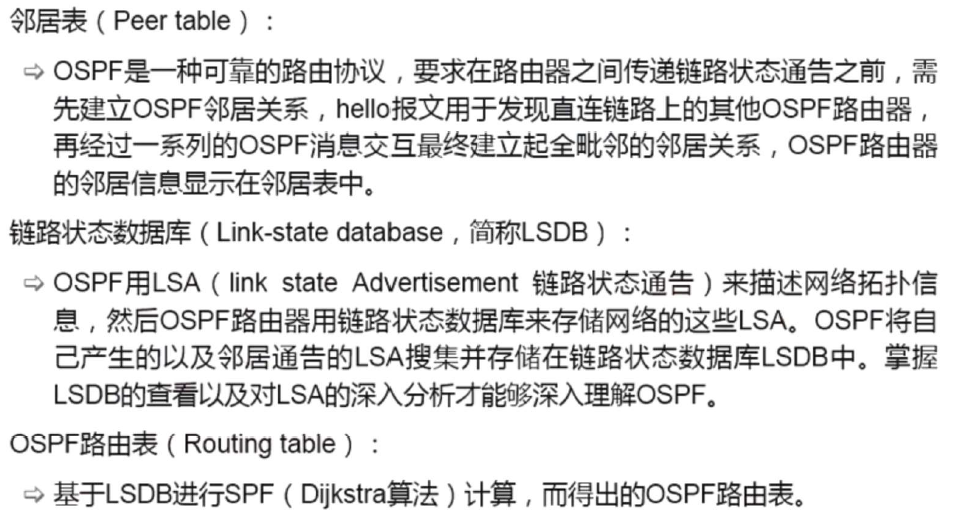 邻居表（Peer table）：
⇨ OSPF是一种可靠的路由协议，要求在路由器之间传递链路状态通告之前，需
先建立OSPF邻居关系，hello报文用于发现直连链路上的其他OSPF路由器，
再经过一系列的OSPF消息交互最终建立起全毗邻的邻居关系，OSPF路由器
的邻居信息显示在邻居表中。
链路状态数据库（Link-state database，简称LSDB）：
⇨ OSPF用LSA（link state Advertisement 链路状态通告）来描述网络拓扑信
息，然后OSPF路由器用链路状态数据库来存储网络的这些LSA。OSPF将自
己产生的以及邻居通告的LSA搜集并存储在链路状态数据库LSDB中。掌握
LSDB的查看以及对LSA的深入分析才能够深入理解OSPF。
OSPF路由表（Routing table）：
⇨ 基于LSDB进行SPF（Dijkstra算法）计算，而得出的OSPF路由表。